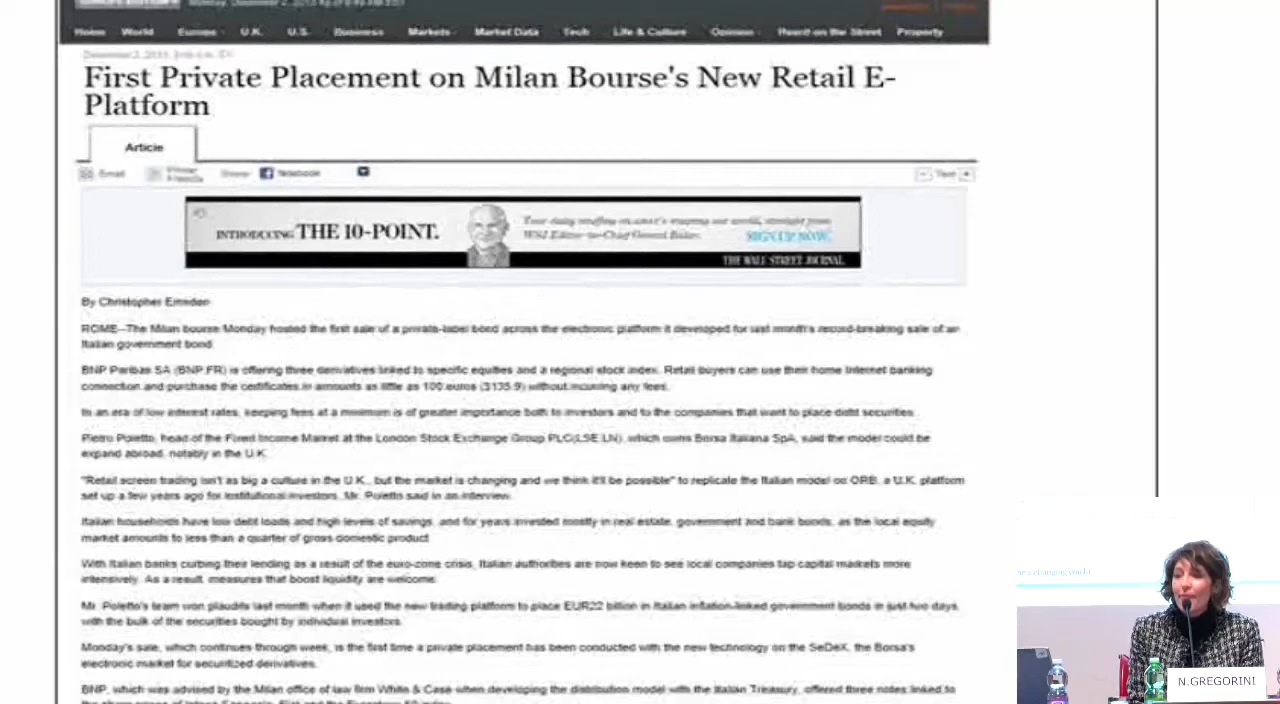 Home World Europe U.K. U.S. Business Markets Market Data Tech Life & Culture Opinion Heard on the Street Property
First Private Placement on Milan Bourse's New Retail E-
Platform
Article
Email Facebook Text
INTRODUCING THE 10-POINT.
SIGN UP NOW
THE WALL STREET JOURNAL
By Christopher Emsden
ROME--The Milan bourse Monday hosted the first sale of a private-label bond across the electronic platform it developed for last month's record-breaking sale of an
Italian government bond.
BNP Paribas SA (BNP.FR) is offering three derivatives linked to specific equities and a regional stock index. Retail buyers can use their home Internet banking
connection and purchase the certificates in amounts as little as 100 euros ($135.9) without incurring any fees.
In an era of low interest rates, keeping fees at a minimum is of greater importance both to investors and to the companies that want to place debt securities.
Pietro Poletto, head of the Fixed Income Market at the London Stock Exchange Group PLC(LSE.LN), which owns Borsa Italiana SpA, said the model could be
expand abroad, notably in the U.K.
"Retail screen trading isn't as big a culture in the U.K., but the market is changing and we think it'll be possible" to replicate the Italian model on ORB, a U.K. platform
set up a few years ago for institutional investors, Mr. Poletto said in an interview.
Italian households have low debt loads and high levels of savings, and for years invested mostly in real estate, government and bank bonds, as the local equity
market amounts to less than a quarter of gross domestic product.
With Italian banks curbing their lending as a result of the euro-zone crisis, Italian authorities are now keen to see local companies tap capital markets more
intensively. As a result, measures that boost liquidity are welcome.
Mr. Poletto's team won plaudits last month when it used the new trading platform to place EUR22 billion in Italian inflation-linked government bonds in just two days,
with the bulk of the securities bought by individual investors.
Monday's sale, which continues through week, is the first time a private placement has been conducted with the new technology on the SeDeX, the Borsa's
electronic market for securitized derivatives.
BNP, which was advised by the Milan office of law firm White & Case when developing the distribution model with the Italian Treasury, offered three notes linked to
changing world
N.GREGORINI